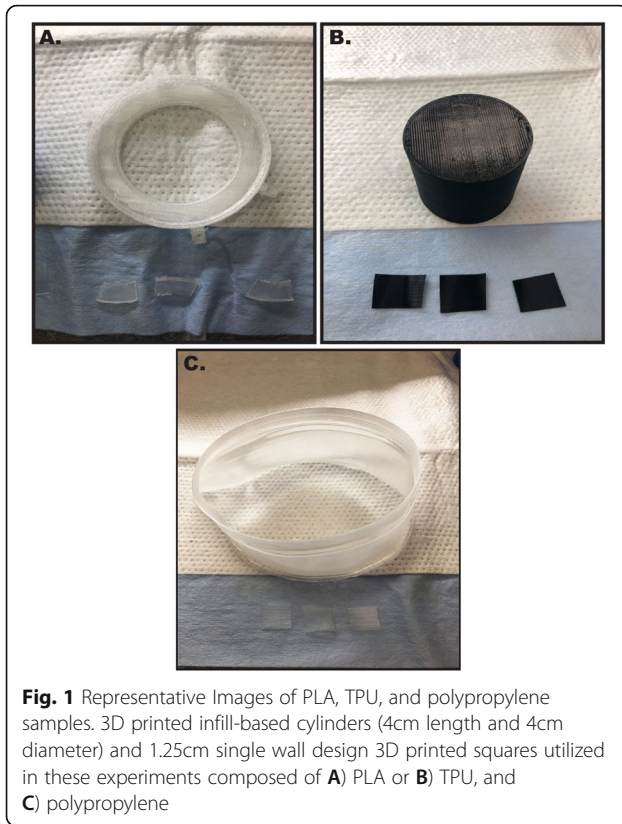 A.
B.
C.
Fig. 1 Representative Images of PLA, TPU, and polypropylene
samples. 3D printed infill-based cylinders (4cm length and 4cm
diameter) and 1.25cm single wall design 3D printed squares utilized
in these experiments composed of A) PLA or B) TPU, and
C) polypropylene